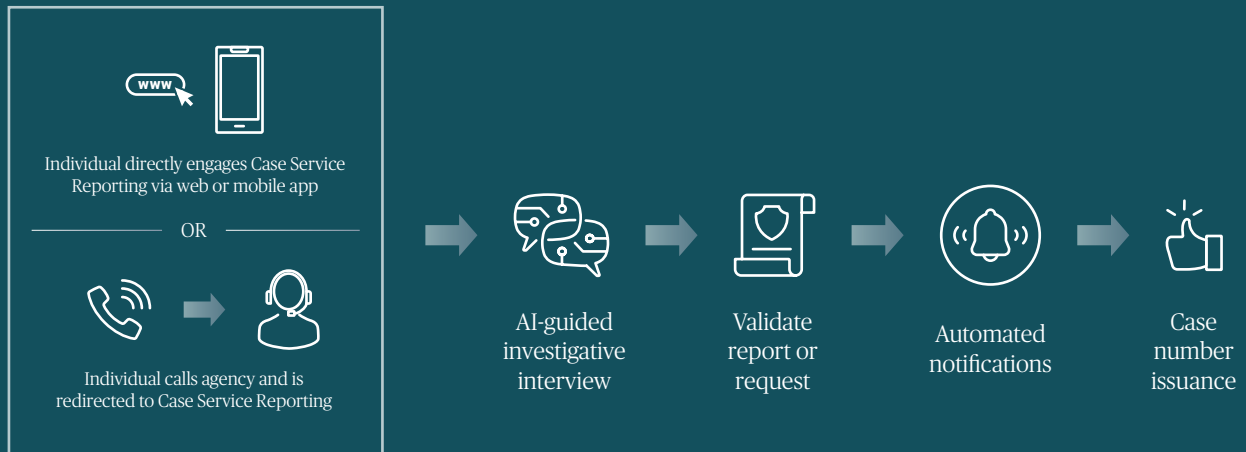 www
Individual directly engages Case Service
Reporting via web or mobile app
OR
Individual calls agency and is
redirected to Case Service Reporting
AI-guided
investigative
interview
Validate
report or
request
Automated
notifications
Case
number
issuance